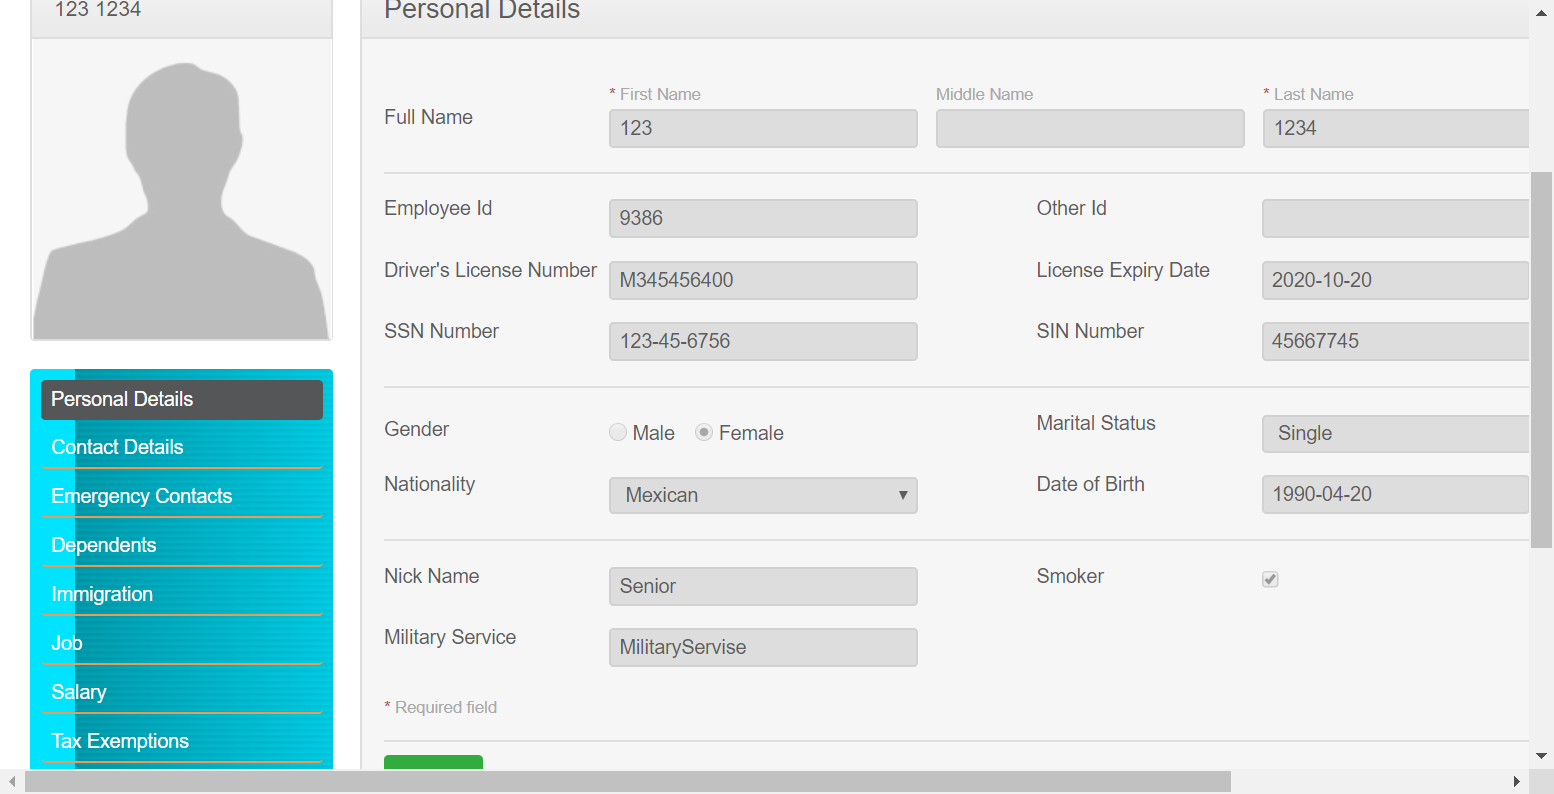 123 1234
Personal Details
Contact Details
Emergency Contacts
Dependents
Immigration
Job
Salary
Tax Exemptions
Personal Details
Full Name
* First Name
123
Middle Name
* Last Name
1234
Employee Id
9386
Other Id
Driver's License Number
M345456400
License Expiry Date
2020-10-20
SSN Number
123-45-6756
SIN Number
45667745
Gender
Male
Female
Marital Status
Single
Nationality
Mexican
Date of Birth
1990-04-20
Nick Name
Senior
Smoker
Military Service
MilitaryServise
* Required field